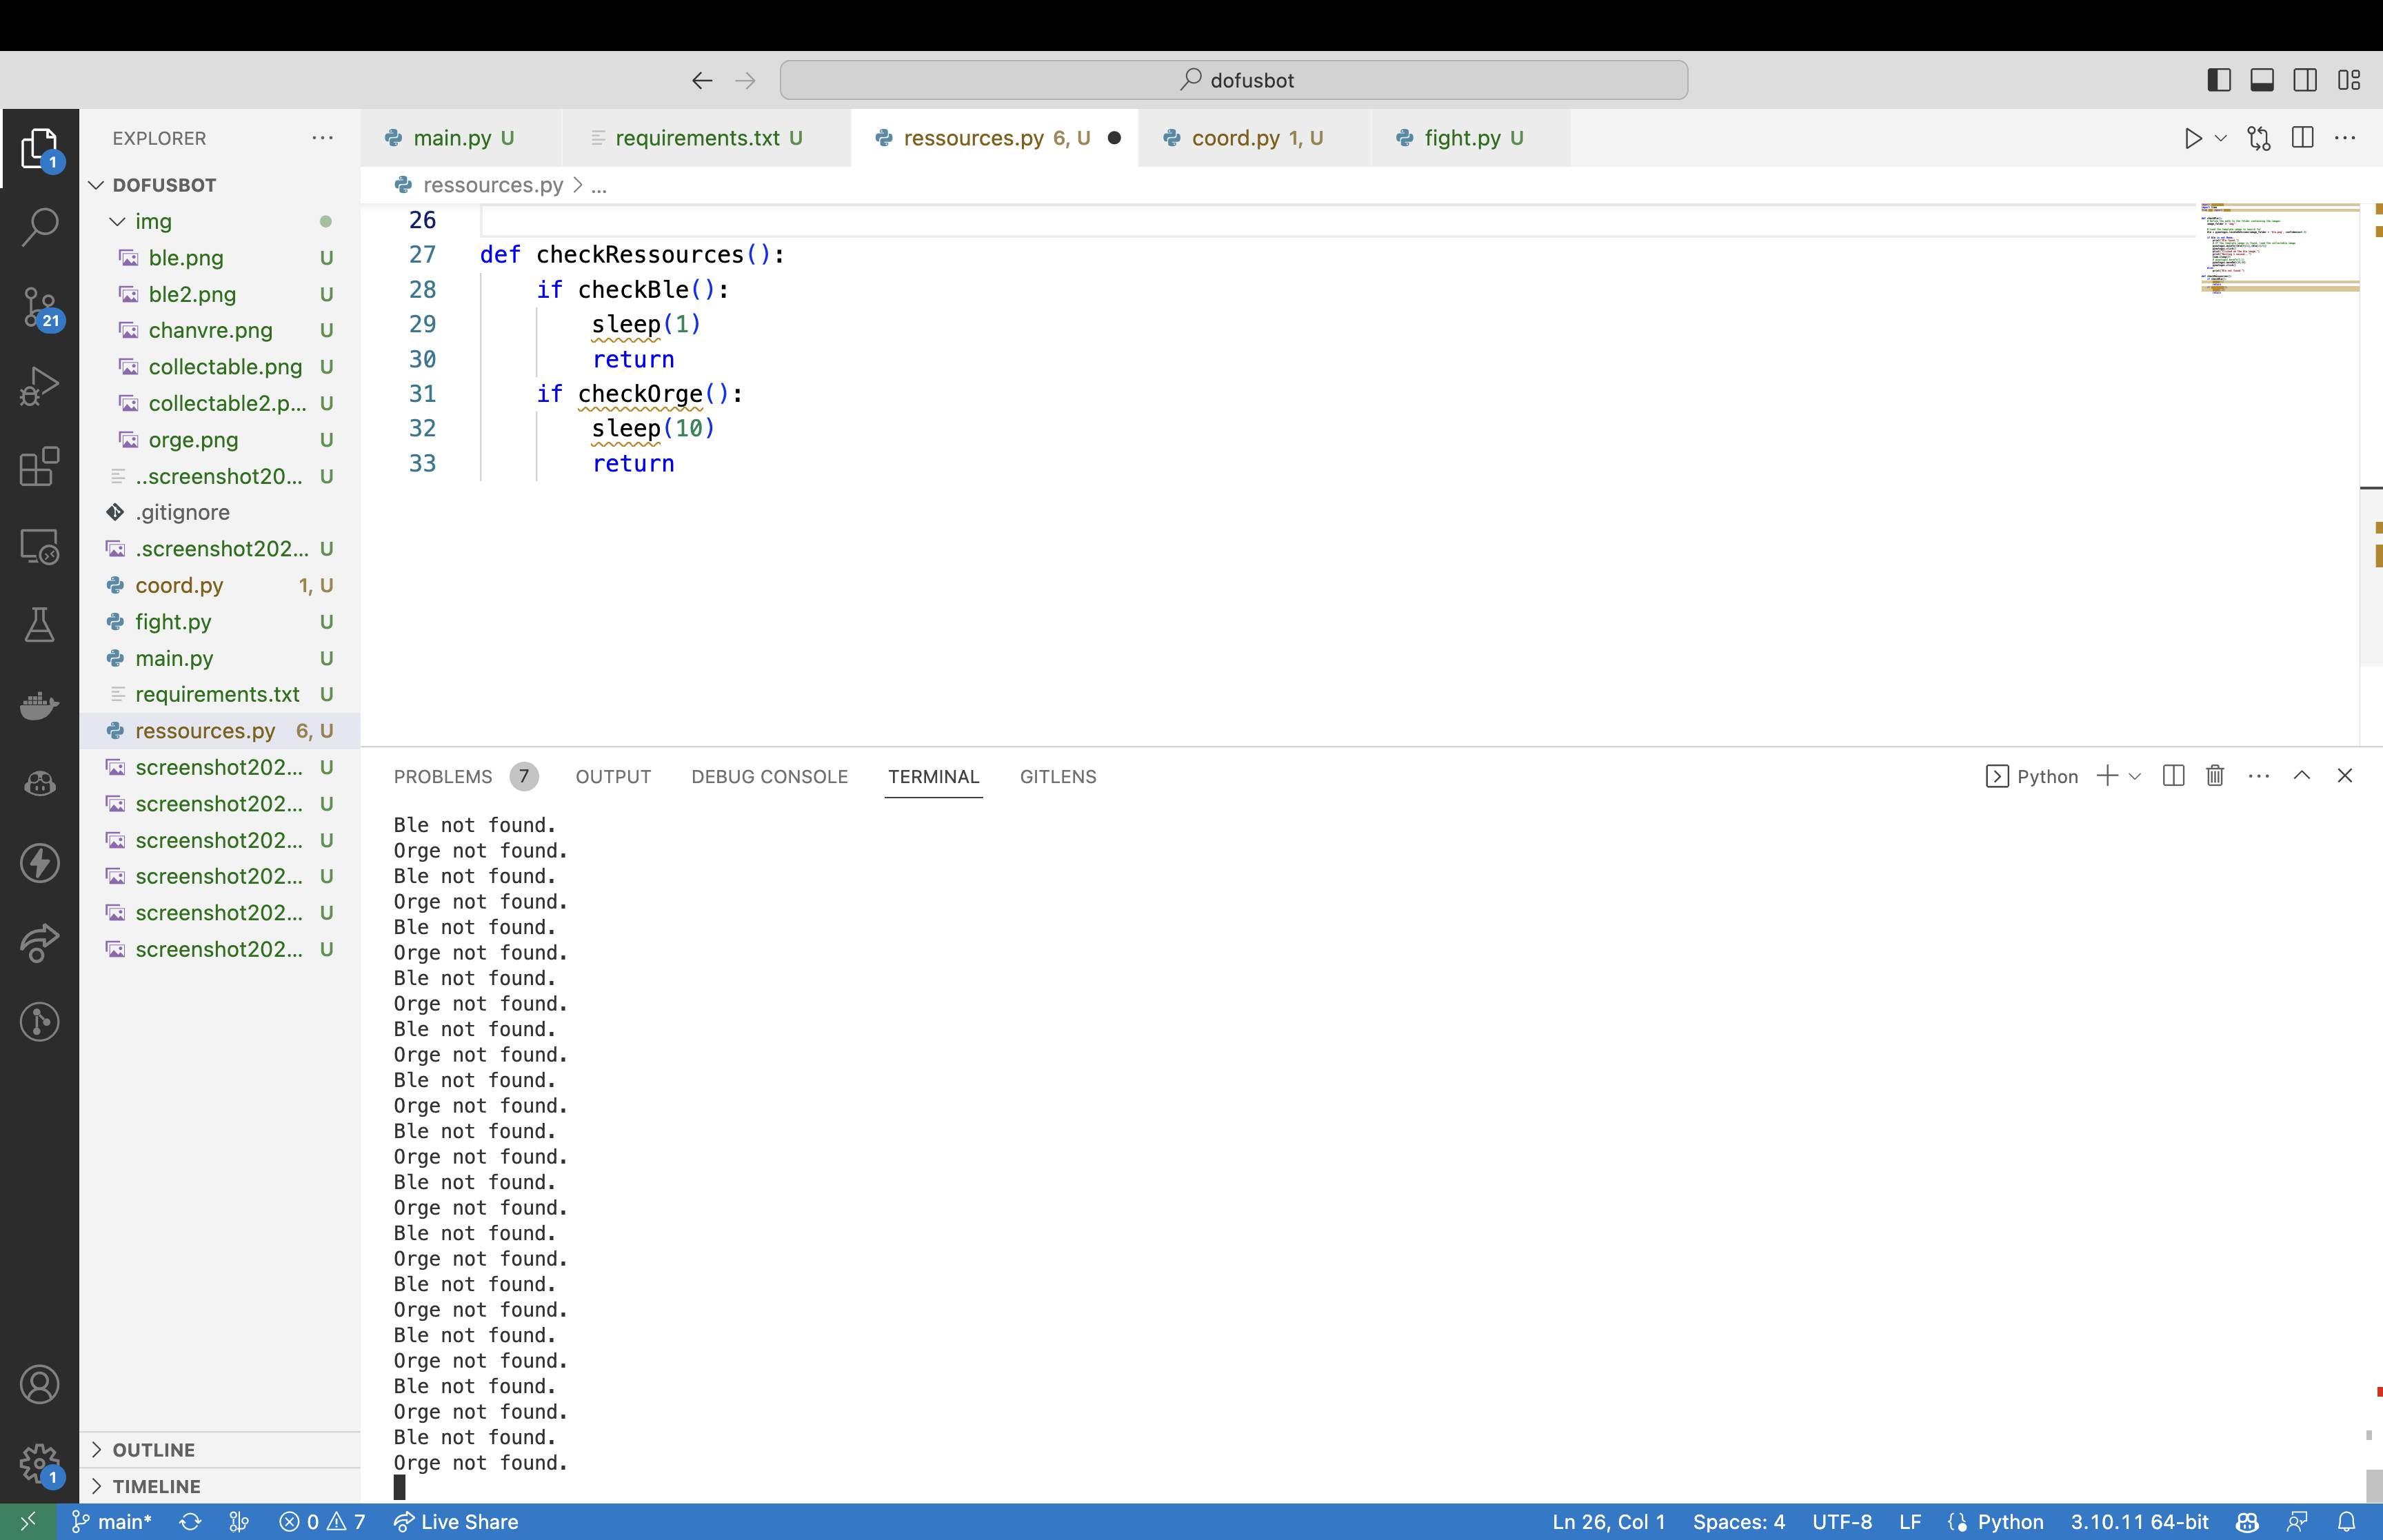 dofusbot
EXPLORER
main.py U
requirements.txt U
ressources.py 6, U
coord.py 1, U
fight.py U
1
DOFUSBOT
ressources.py > ...
img
ble.png U
ble2.png U
chanvre.png U
collectable.png U
collectable2.p... U
orge.png U
..screenshot20... U
.gitignore
.screenshot202... U
coord.py 1, U
fight.py U
main.py U
requirements.txt U
ressources.py 6, U
screenshot202... U
screenshot202... U
screenshot202... U
screenshot202... U
screenshot202... U
screenshot202... U
21
OUTLINE
TIMELINE
1
26
27 def checkRessources():
28 if checkBle():
29 sleep(1)
30 return
31 if checkOrge():
32 sleep(10)
33 return
PROBLEMS 7 OUTPUT DEBUG CONSOLE TERMINAL GITLENS
Python
Ble not found.
Orge not found.
Ble not found.
Orge not found.
Ble not found.
Orge not found.
Ble not found.
Orge not found.
Ble not found.
Orge not found.
Ble not found.
Orge not found.
Ble not found.
Orge not found.
Ble not found.
Orge not found.
Ble not found.
Orge not found.
Ble not found.
Orge not found.
Ble not found.
Orge not found.
Ble not found.
Orge not found.
Ble not found.
Orge not found.
main* 0 7 Live Share
Ln 26, Col 1 Spaces: 4 UTF-8 LF Python 3.10.11 64-bit